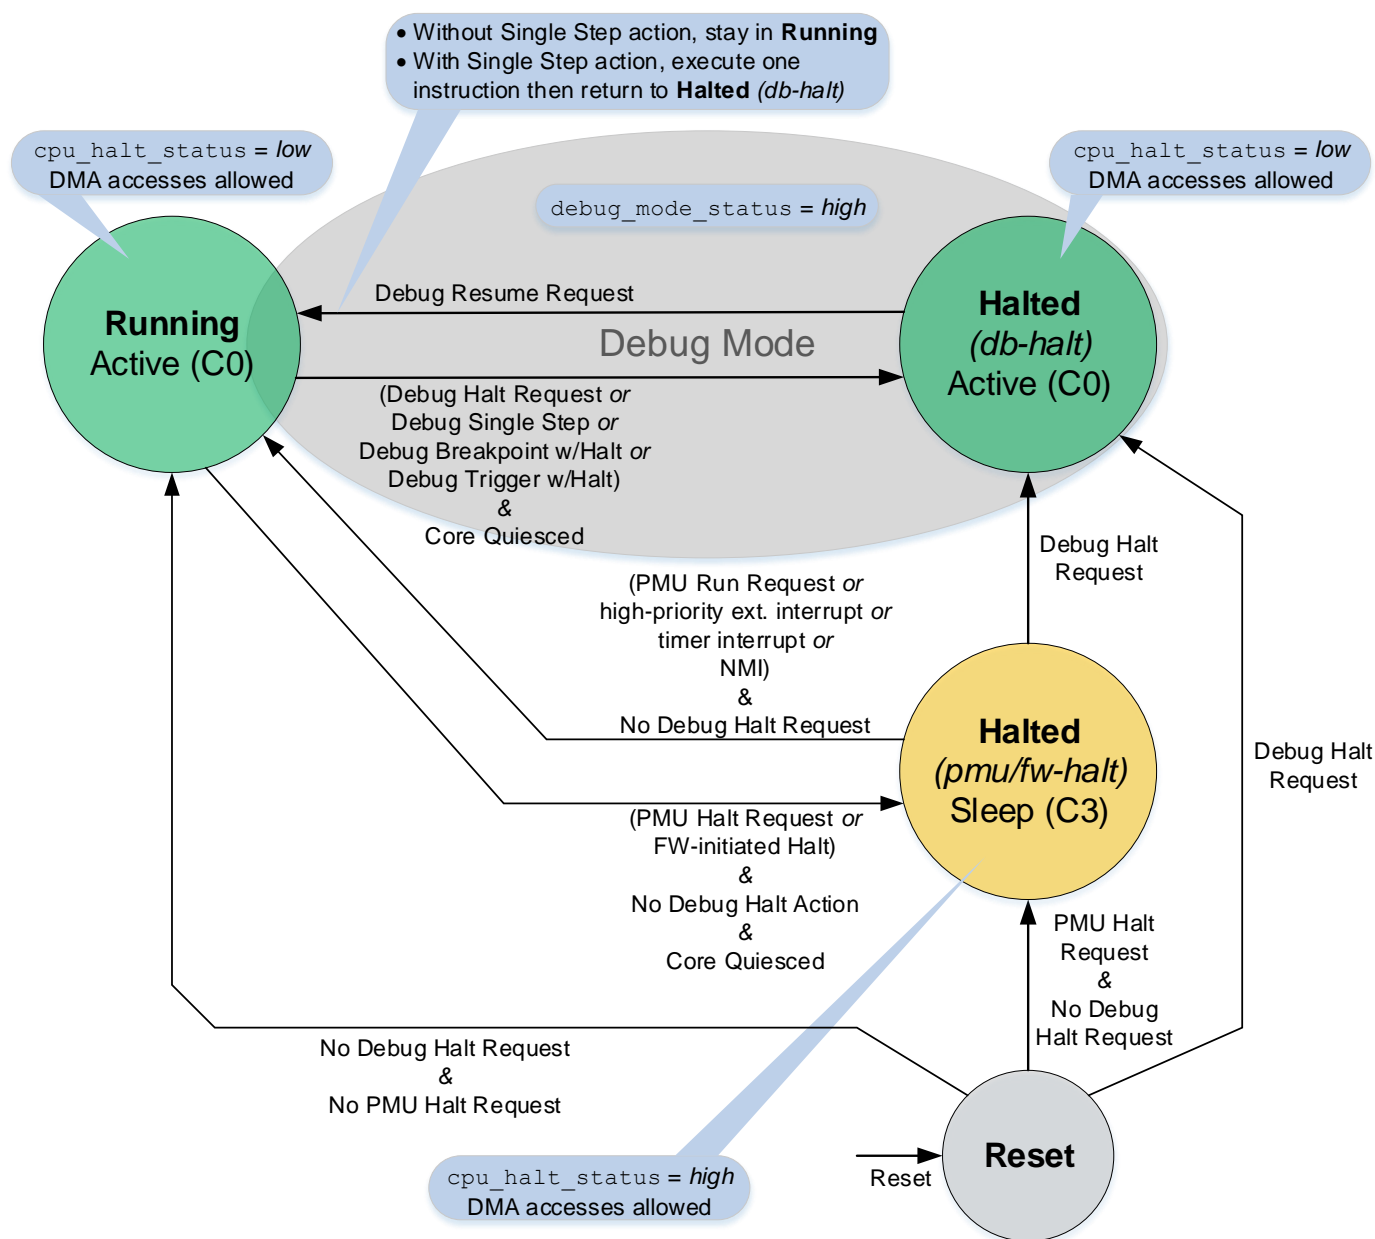 • Without Single Step action, stay in Running
• With Single Step action, execute one
instruction then return to Halted (db-halt)
cpu_halt_status = low
DMA accesses allowed
cpu_halt_status = low
DMA accesses allowed
debug_mode_status = high
Running
Active (C0)
Debug Resume Request
Debug Mode
Halted
(db-halt)
Active (C0)
(Debug Halt Request or
Debug Single Step or
Debug Breakpoint w/Halt or
Debug Trigger w/Halt)
&
Core Quiesced
Debug Halt
Request
(PMU Run Request or
high-priority ext. interrupt or
timer interrupt or
NMI)
&
No Debug Halt Request
Halted
(pmu/fw-halt)
Sleep (C3)
Debug Halt
Request
(PMU Halt Request or
FW-initiated Halt)
&
No Debug Halt Action
&
Core Quiesced
PMU Halt
Request
&
No Debug
Halt Request
No Debug Halt Request
&
No PMU Halt Request
Reset
Reset
cpu_halt_status = high
DMA accesses allowed